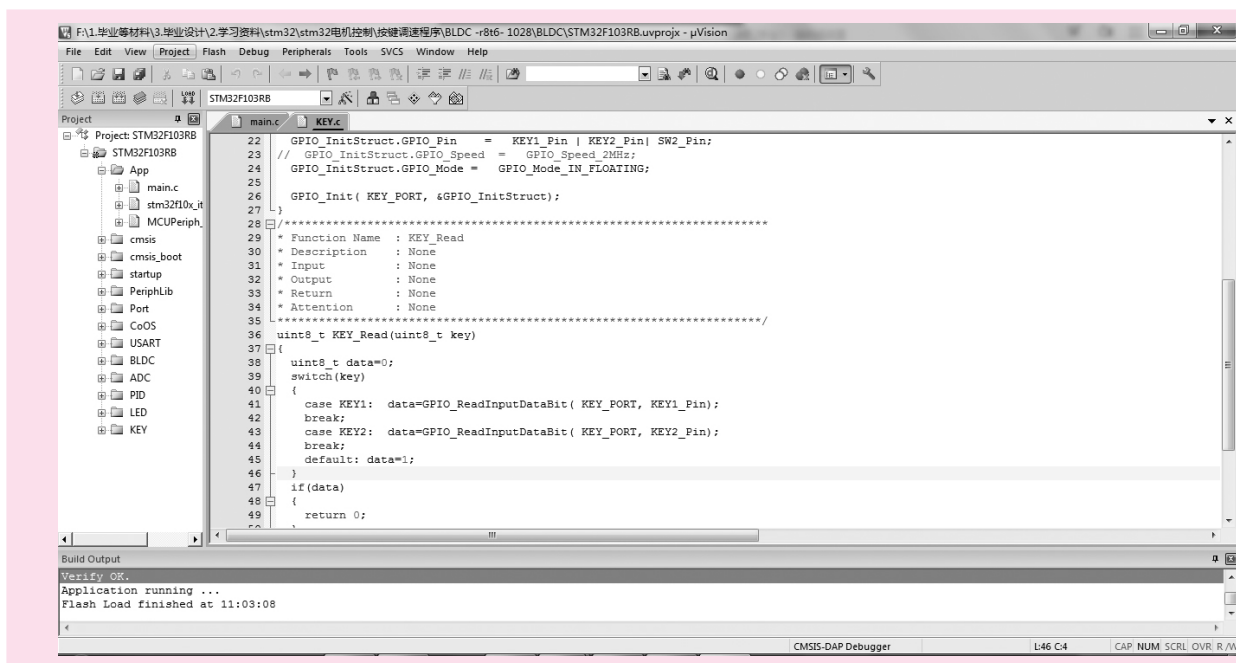 F:\1.毕业等材料\3.毕业设计\2.学习资料\stm32\stm32电机控制\按键调速程序\BLDC -r8t6- 1028\BLDC\STM32F103RB.uvprojx - µVision
File Edit View Project Flash Debug Peripherals Tools SVCS Window Help
STM32F103RB
Project
main.c KEY.c
Project: STM32F103RB
STM32F103RB
App
main.c
stm32f10x_it
MCUPeriph_
cmsis
cmsis_boot
startup
PeriphLib
Port
CoOS
USART
BLDC
ADC
PID
LED
KEY
22 GPIO_InitStruct.GPIO_Pin = KEY1_Pin | KEY2_Pin| SW2_Pin;
23 // GPIO_InitStruct.GPIO_Speed = GPIO_Speed_2MHz;
24 GPIO_InitStruct.GPIO_Mode = GPIO_Mode_IN_FLOATING;
25
26 GPIO_Init( KEY_PORT, &GPIO_InitStruct);
27 }
28 /**********************************************************************
29 * Function Name : KEY_Read
30 * Description : None
31 * Input : None
32 * Output : None
33 * Return : None
34 * Attention : None
35 **********************************************************************/
36 uint8_t KEY_Read(uint8_t key)
37 {
38 uint8_t data=0;
39 switch(key)
40 {
41 case KEY1: data=GPIO_ReadInputDataBit( KEY_PORT, KEY1_Pin);
42 break;
43 case KEY2: data=GPIO_ReadInputDataBit( KEY_PORT, KEY2_Pin);
44 break;
45 default: data=1;
46 }
47 if(data)
48 {
49 return 0;
Build Output
Verify OK.
Application running ...
Flash Load finished at 11:03:08
CMSIS-DAP Debugger L:46 C:4 CAP NUM SCRL OVR R/W